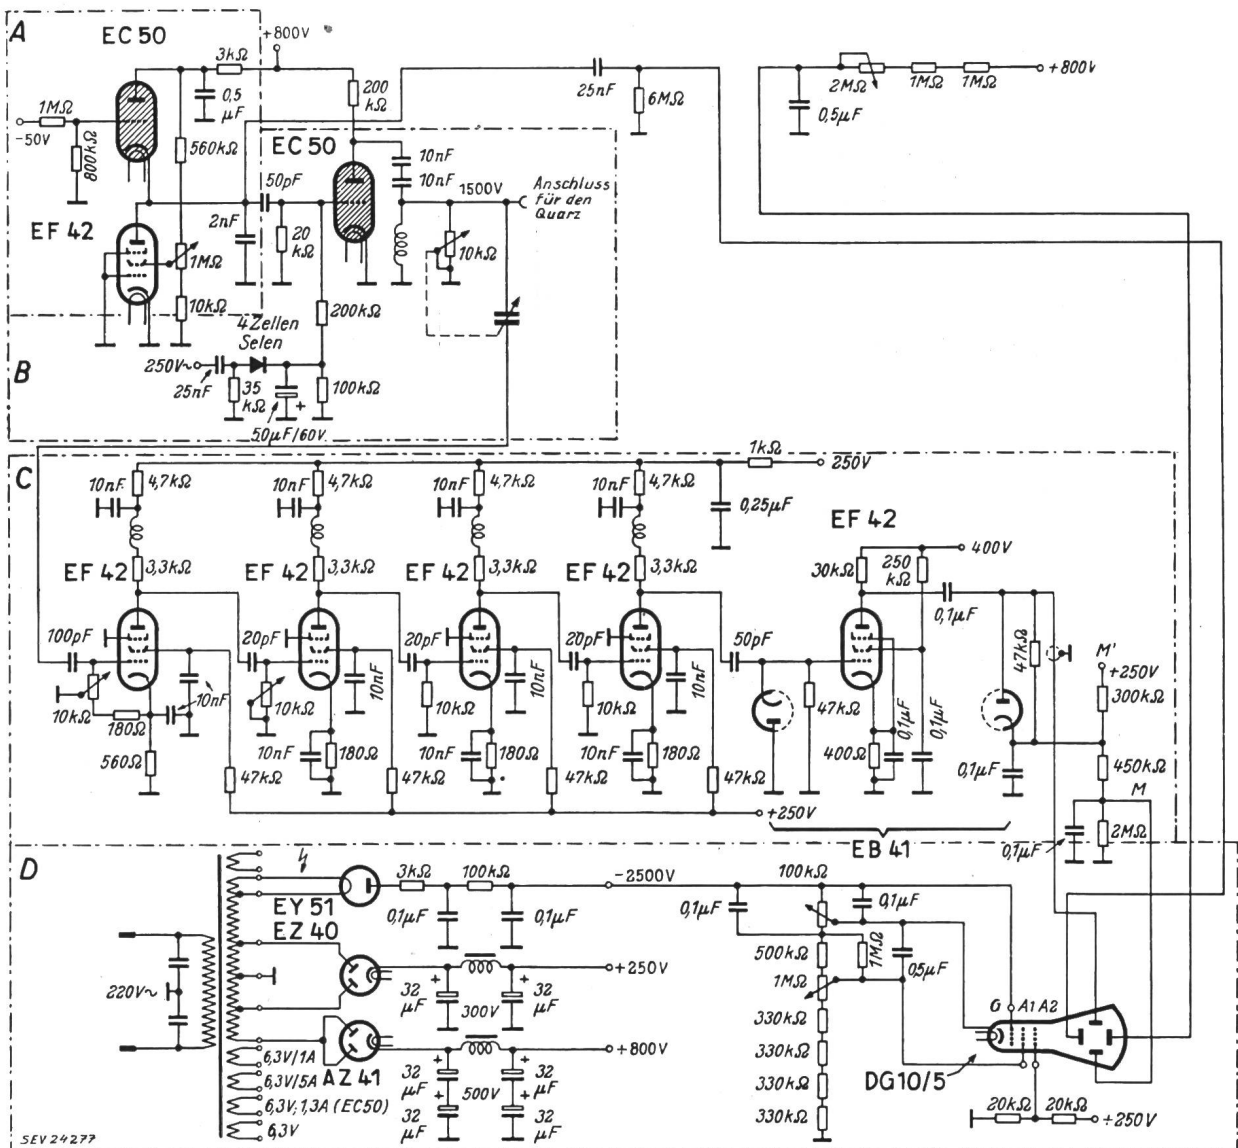 A
EC 50
+800V
3kΩ
0,5
μF
200
kΩ
25nF
6MΩ
2MΩ
1MΩ
1MΩ
+800V
0,5μF
1MΩ
-50V
800kΩ
560kΩ
EC 50
10nF
10nF
50pF
1500V
Anschluss
für den
Quarz
EF 42
2nF
20
kΩ
10kΩ
1MΩ
10kΩ
200kΩ
4 Zellen
Selen
B
250V~
25nF
35
kΩ
+
100kΩ
50μF/60V
C
10nF
4,7kΩ
10nF
4,7kΩ
10nF
4,7kΩ
10nF
4,7kΩ
1kΩ
250V
0,25μF
EF 42
400V
EF 42
3,3kΩ
EF 42
3,3kΩ
EF 42
3,3kΩ
EF 42
3,3kΩ
30kΩ
250
kΩ
0,1μF
100pF
20pF
20pF
20pF
50pF
47kΩ
M'
+250V
300kΩ
10nF
10nF
10nF
10nF
10kΩ
180Ω
10kΩ
10kΩ
10kΩ
47kΩ
0,1μF
0,1μF
560Ω
10nF
180Ω
10nF
180Ω
10nF
180Ω
400Ω
0,1μF
450kΩ
47kΩ
47kΩ
47kΩ
47kΩ
M
+250V
2MΩ
0,1μF
EB 41
D
EY 51
3kΩ
100kΩ
-2500V
100kΩ
0,1μF
0,1μF
0,1μF
0,1μF
EZ 40
500kΩ
1MΩ
0,5μF
220V~
+
+
+250V
32
μF
300V
32
μF
1MΩ
330kΩ
G
A1 A2
6,3V/1A
AZ 41
+
+
+800V
330kΩ
6,3V/5A
32
μF
500V
32
μF
330kΩ
DG10/5
6,3V; 1,3A (EC50)
+
+
32
μF
32
μF
330kΩ
20kΩ
20kΩ
+250V
6,3V
SEV 24277